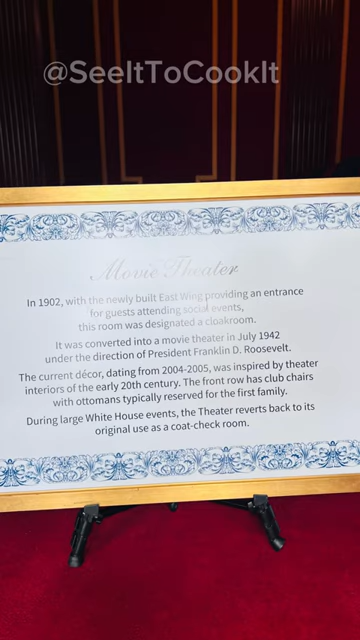 @SeeItToCookIt
Movie Theater
In 1902, with the newly built East Wing providing an entrance
for guests attending social events,
this room was designated a cloakroom.
It was converted into a movie theater in July 1942
under the direction of President Franklin D. Roosevelt.
The current décor, dating from 2004-2005, was inspired by theater
interiors of the early 20th century. The front row has club chairs
with ottomans typically reserved for the first family.
During large White House events, the Theater reverts back to its
original use as a coat-check room.